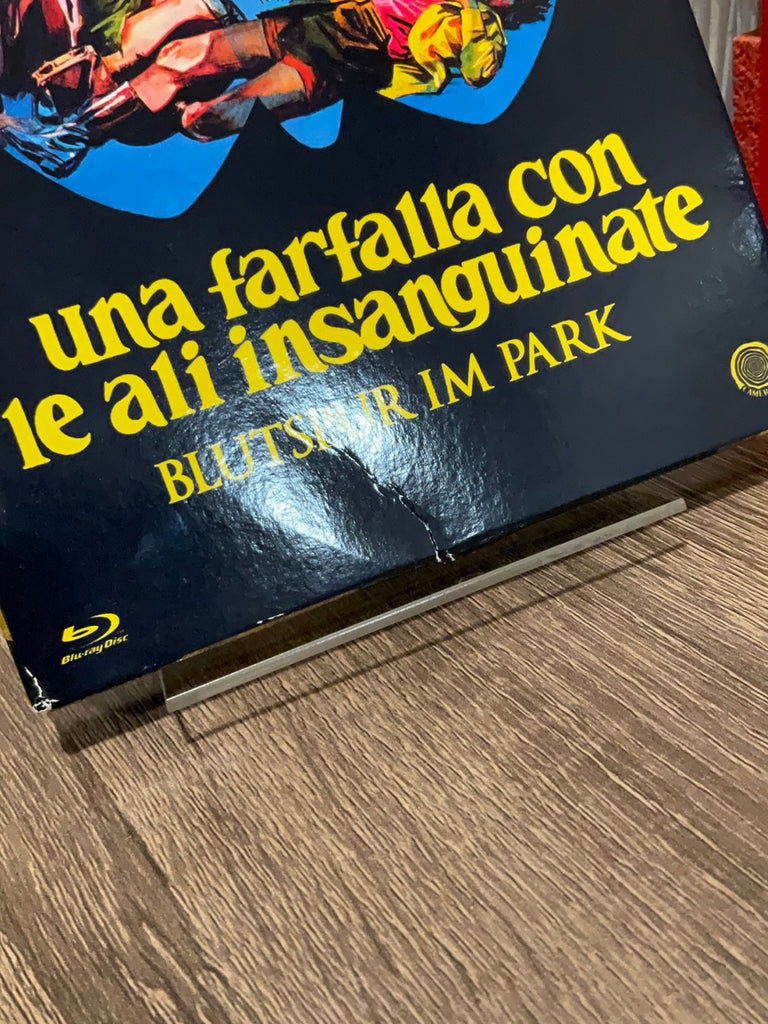 una farfalla con
le ali insanguinate
BLUTSPUR IM PARK
Blu-ray Disc